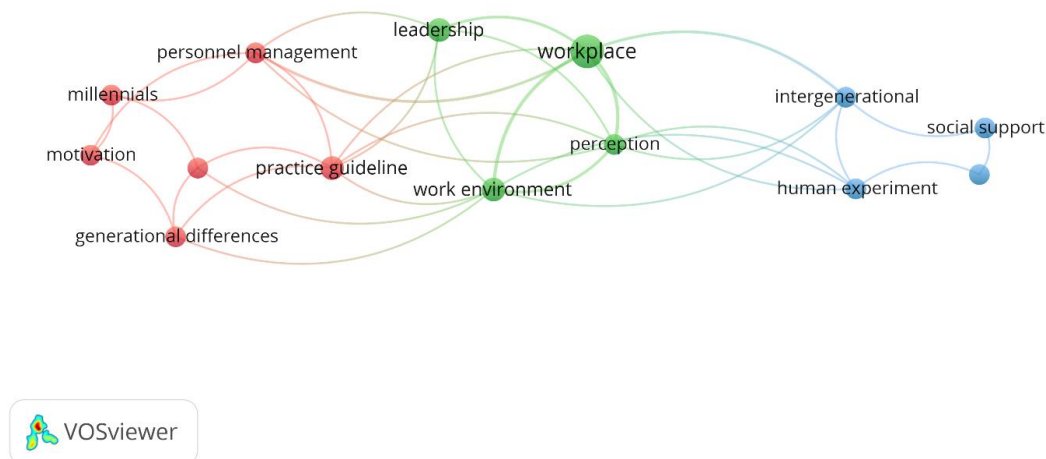 leadership
workplace
personnel management
millennials
intergenerational
social support
motivation
perception
practice guideline
work environment
human experiment
generational differences
VOSviewer